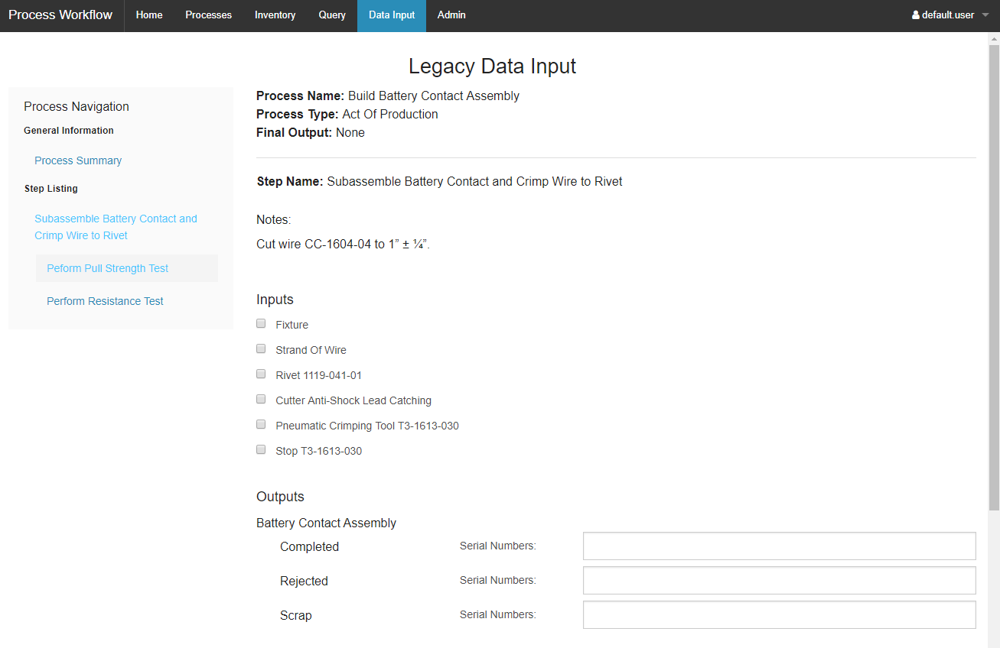 Process Workflow Home Processes Inventory Query Data Input Admin default.user
Legacy Data Input
Process Navigation
General Information
Process Summary
Step Listing
Subassemble Battery Contact and
Crimp Wire to Rivet
Peform Pull Strength Test
Perform Resistance Test
Process Name: Build Battery Contact Assembly
Process Type: Act Of Production
Final Output: None
Step Name: Subassemble Battery Contact and Crimp Wire to Rivet
Notes:
Cut wire CC-1604-04 to 1” ± ¼”.
Inputs
Fixture
Strand Of Wire
Rivet 1119-041-01
Cutter Anti-Shock Lead Catching
Pneumatic Crimping Tool T3-1613-030
Stop T3-1613-030
Outputs
Battery Contact Assembly
Completed Serial Numbers:
Rejected Serial Numbers:
Scrap Serial Numbers: